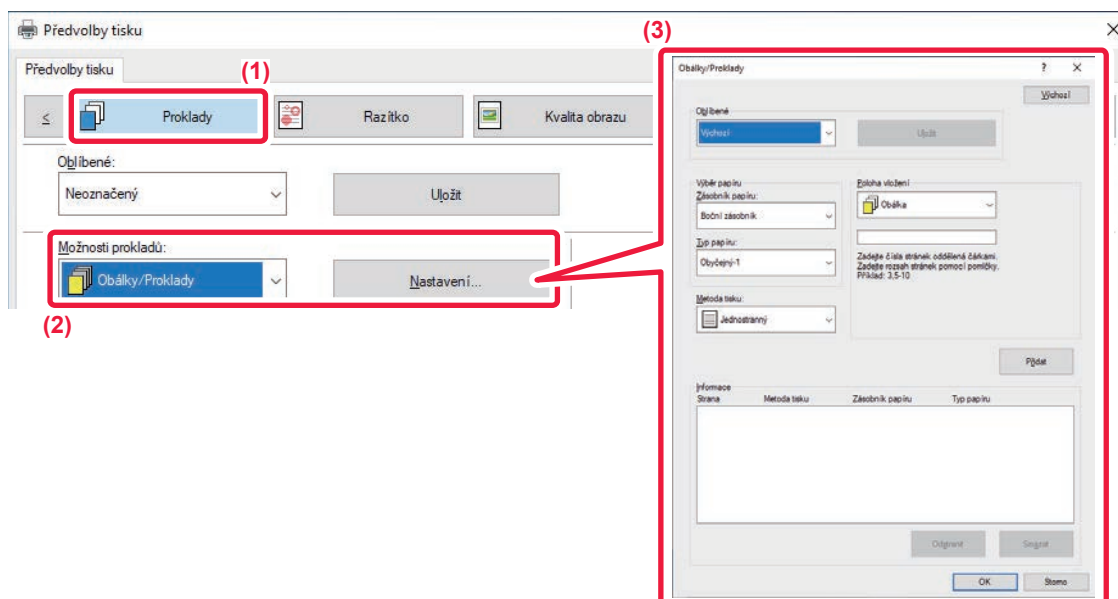 Předvolby tisku
(3)
Předvolby tisku
(1)
≤ Proklady Razítko Kvalita obrazu
Oblíbené:
Neoznačený Uložit
Možnosti prokladů:
Obálky/Proklady Nastavení...
(2)
Obálky/Proklady ?
Výchozí
Oblíbené
Výchozí Uložit
Výběr papíru
Zásobník papíru:
Boční zásobník
Typ papíru:
Obyčejný-1
Metoda tisku:
Jednostranný
Poloha vložení
Obálka
Zadejte čísla stránek oddělená čárkami.
Zadejte rozsah stránek pomocí pomlčky.
Příklad: 3,5-10
Přidat
Informace
Strana Metoda tisku Zásobník papíru Typ papíru
Odstranit Smazat
OK Storno